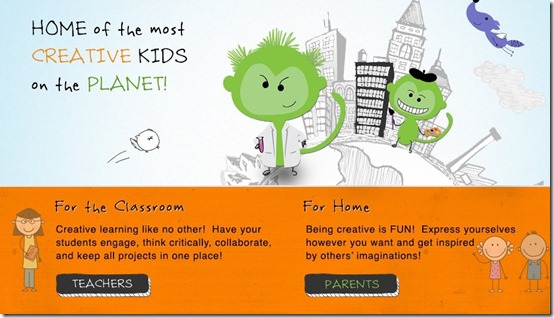 HOME of the most
CREATIVE KIDS
on the PLANET!
For the Classroom
Creative learning like no other!  Have your
students engage, think critically, collaborate,
and keep all projects in one place!
TEACHERS
For Home
Being creative is FUN!  Express yourselves
however you want and get inspired
by others' imaginations!
PARENTS